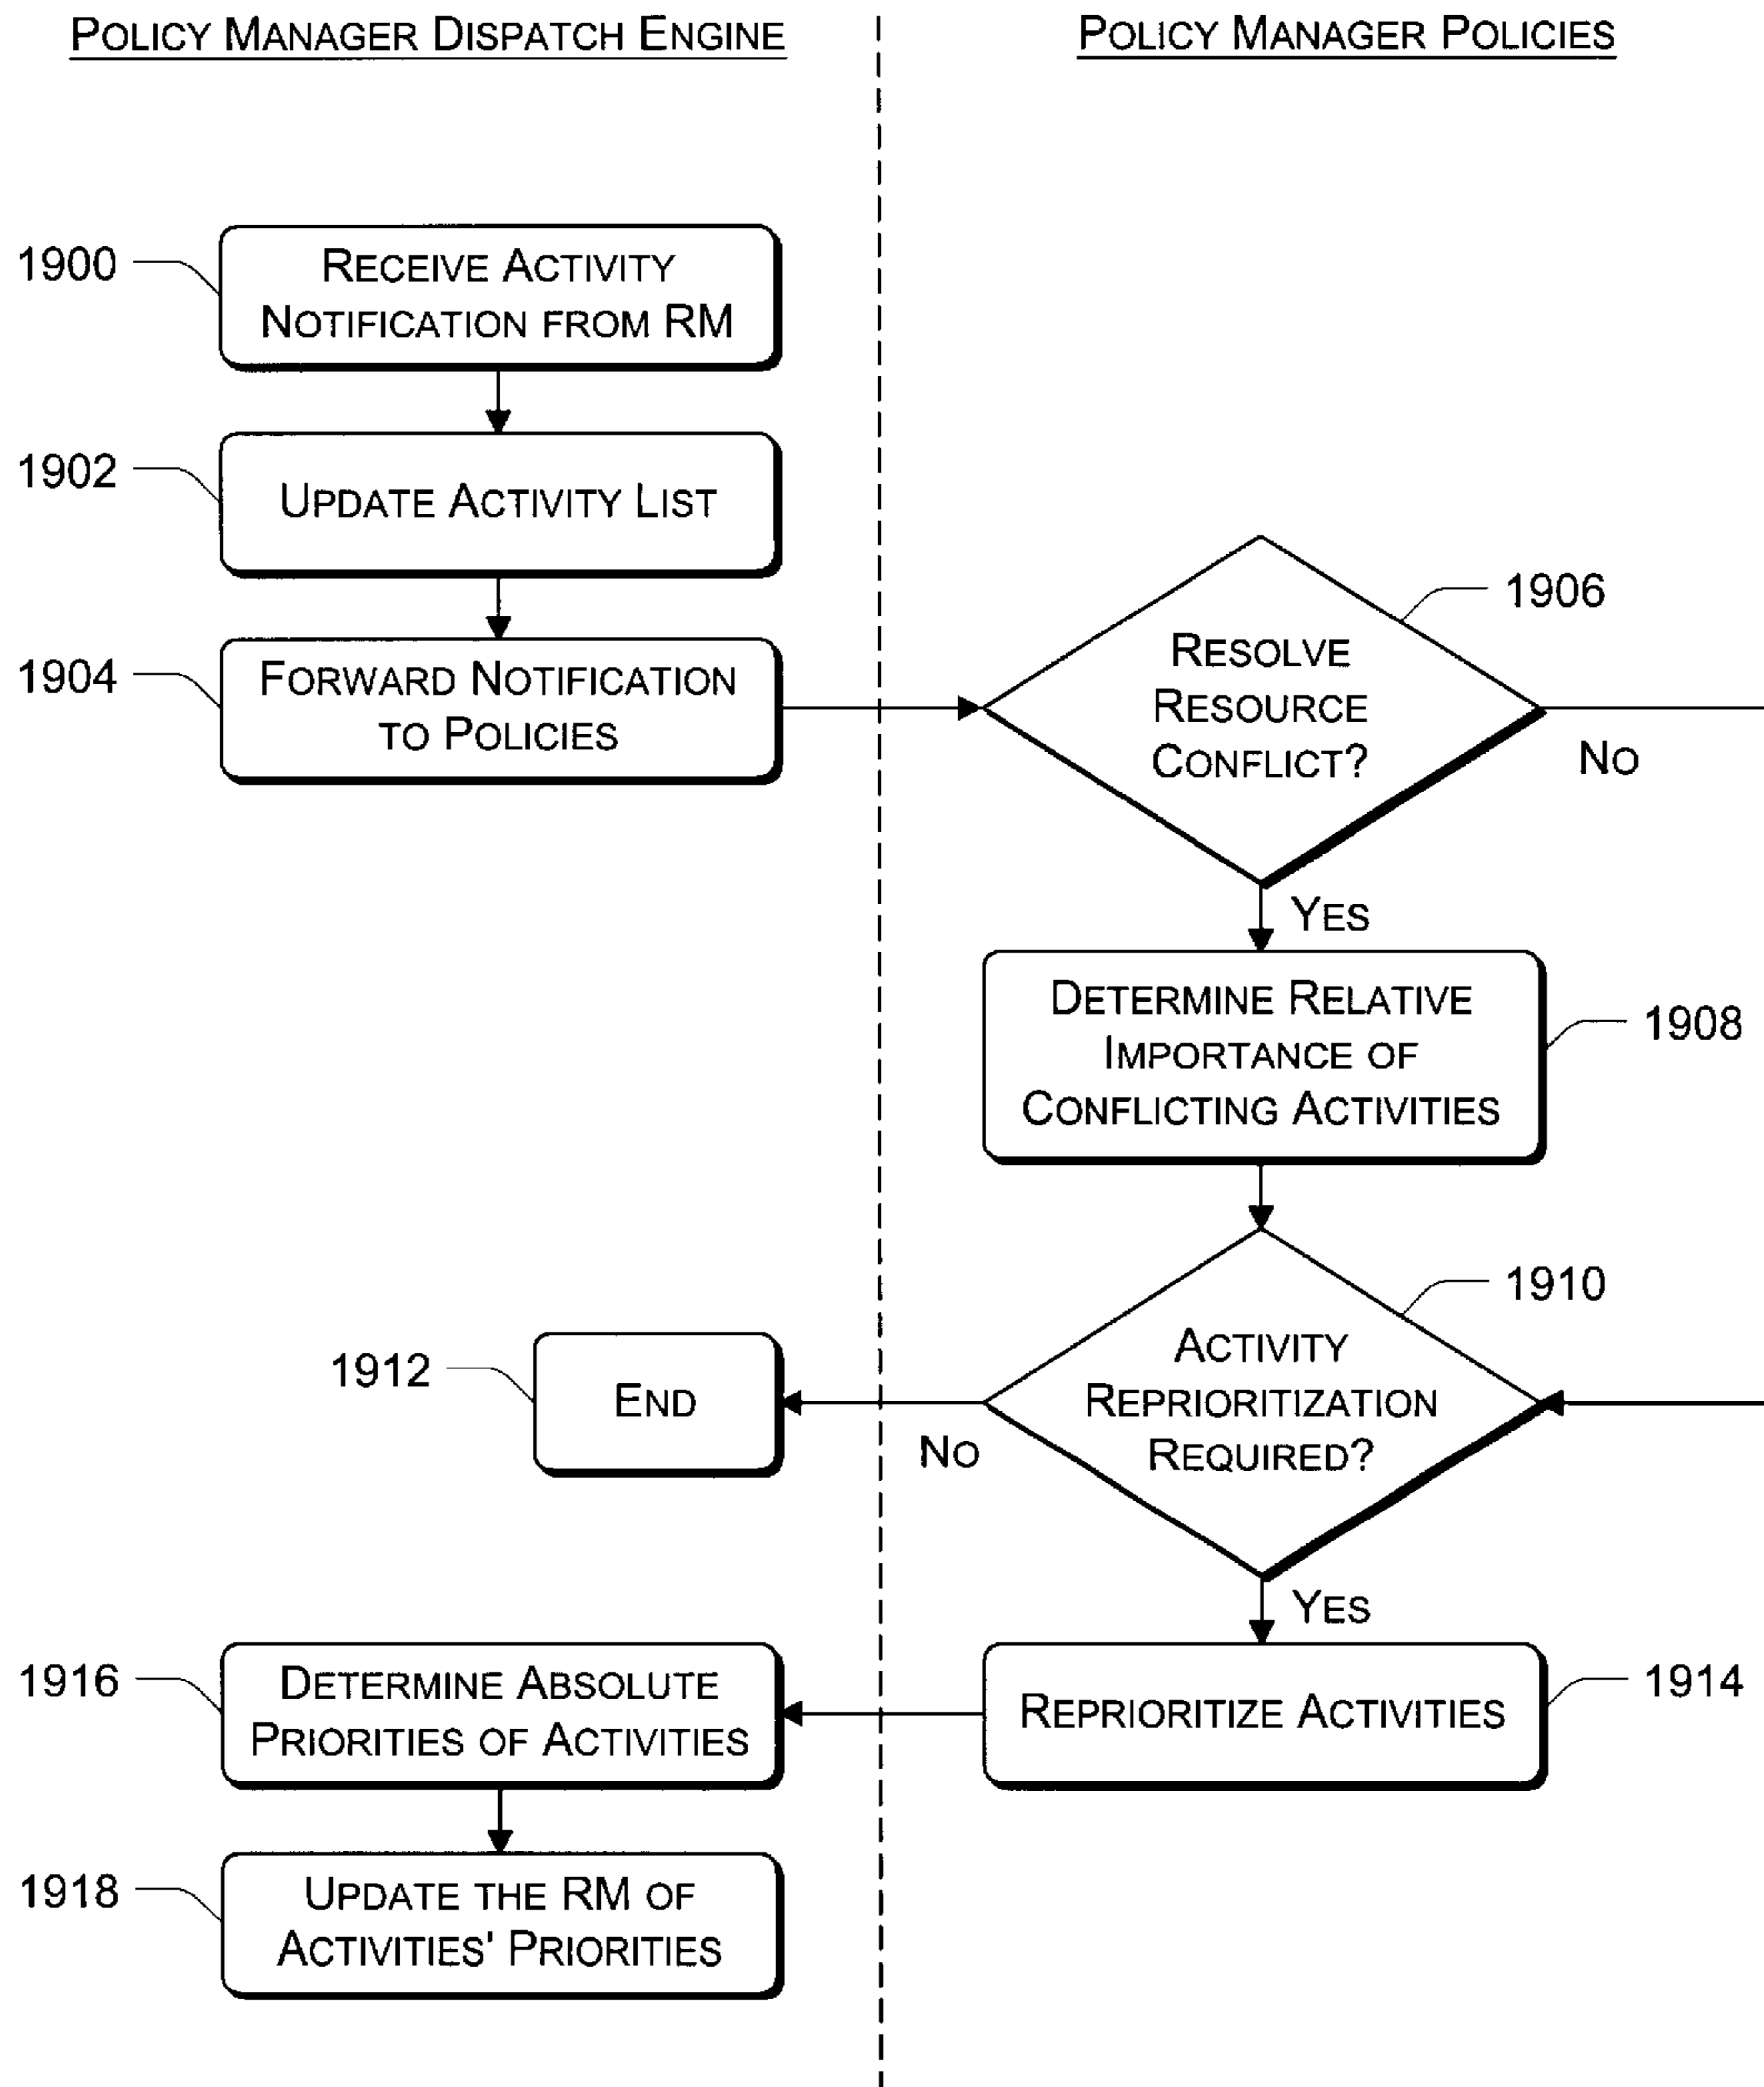 POLICY MANAGER DISPATCH ENGINE
POLICY MANAGER POLICIES
1900
RECEIVE ACTIVITY
NOTIFICATION FROM RM
1902
UPDATE ACTIVITY LIST
1904
FORWARD NOTIFICATION
TO POLICIES
1906
RESOLVE
RESOURCE
CONFLICT?
NO
YES
DETERMINE RELATIVE
IMPORTANCE OF
CONFLICTING ACTIVITIES
1908
1910
ACTIVITY
REPRIORITIZATION
REQUIRED?
1912
END
NO
YES
REPRIORITIZE ACTIVITIES
1914
1916
DETERMINE ABSOLUTE
PRIORITIES OF ACTIVITIES
1918
UPDATE THE RM OF
ACTIVITIES' PRIORITIES